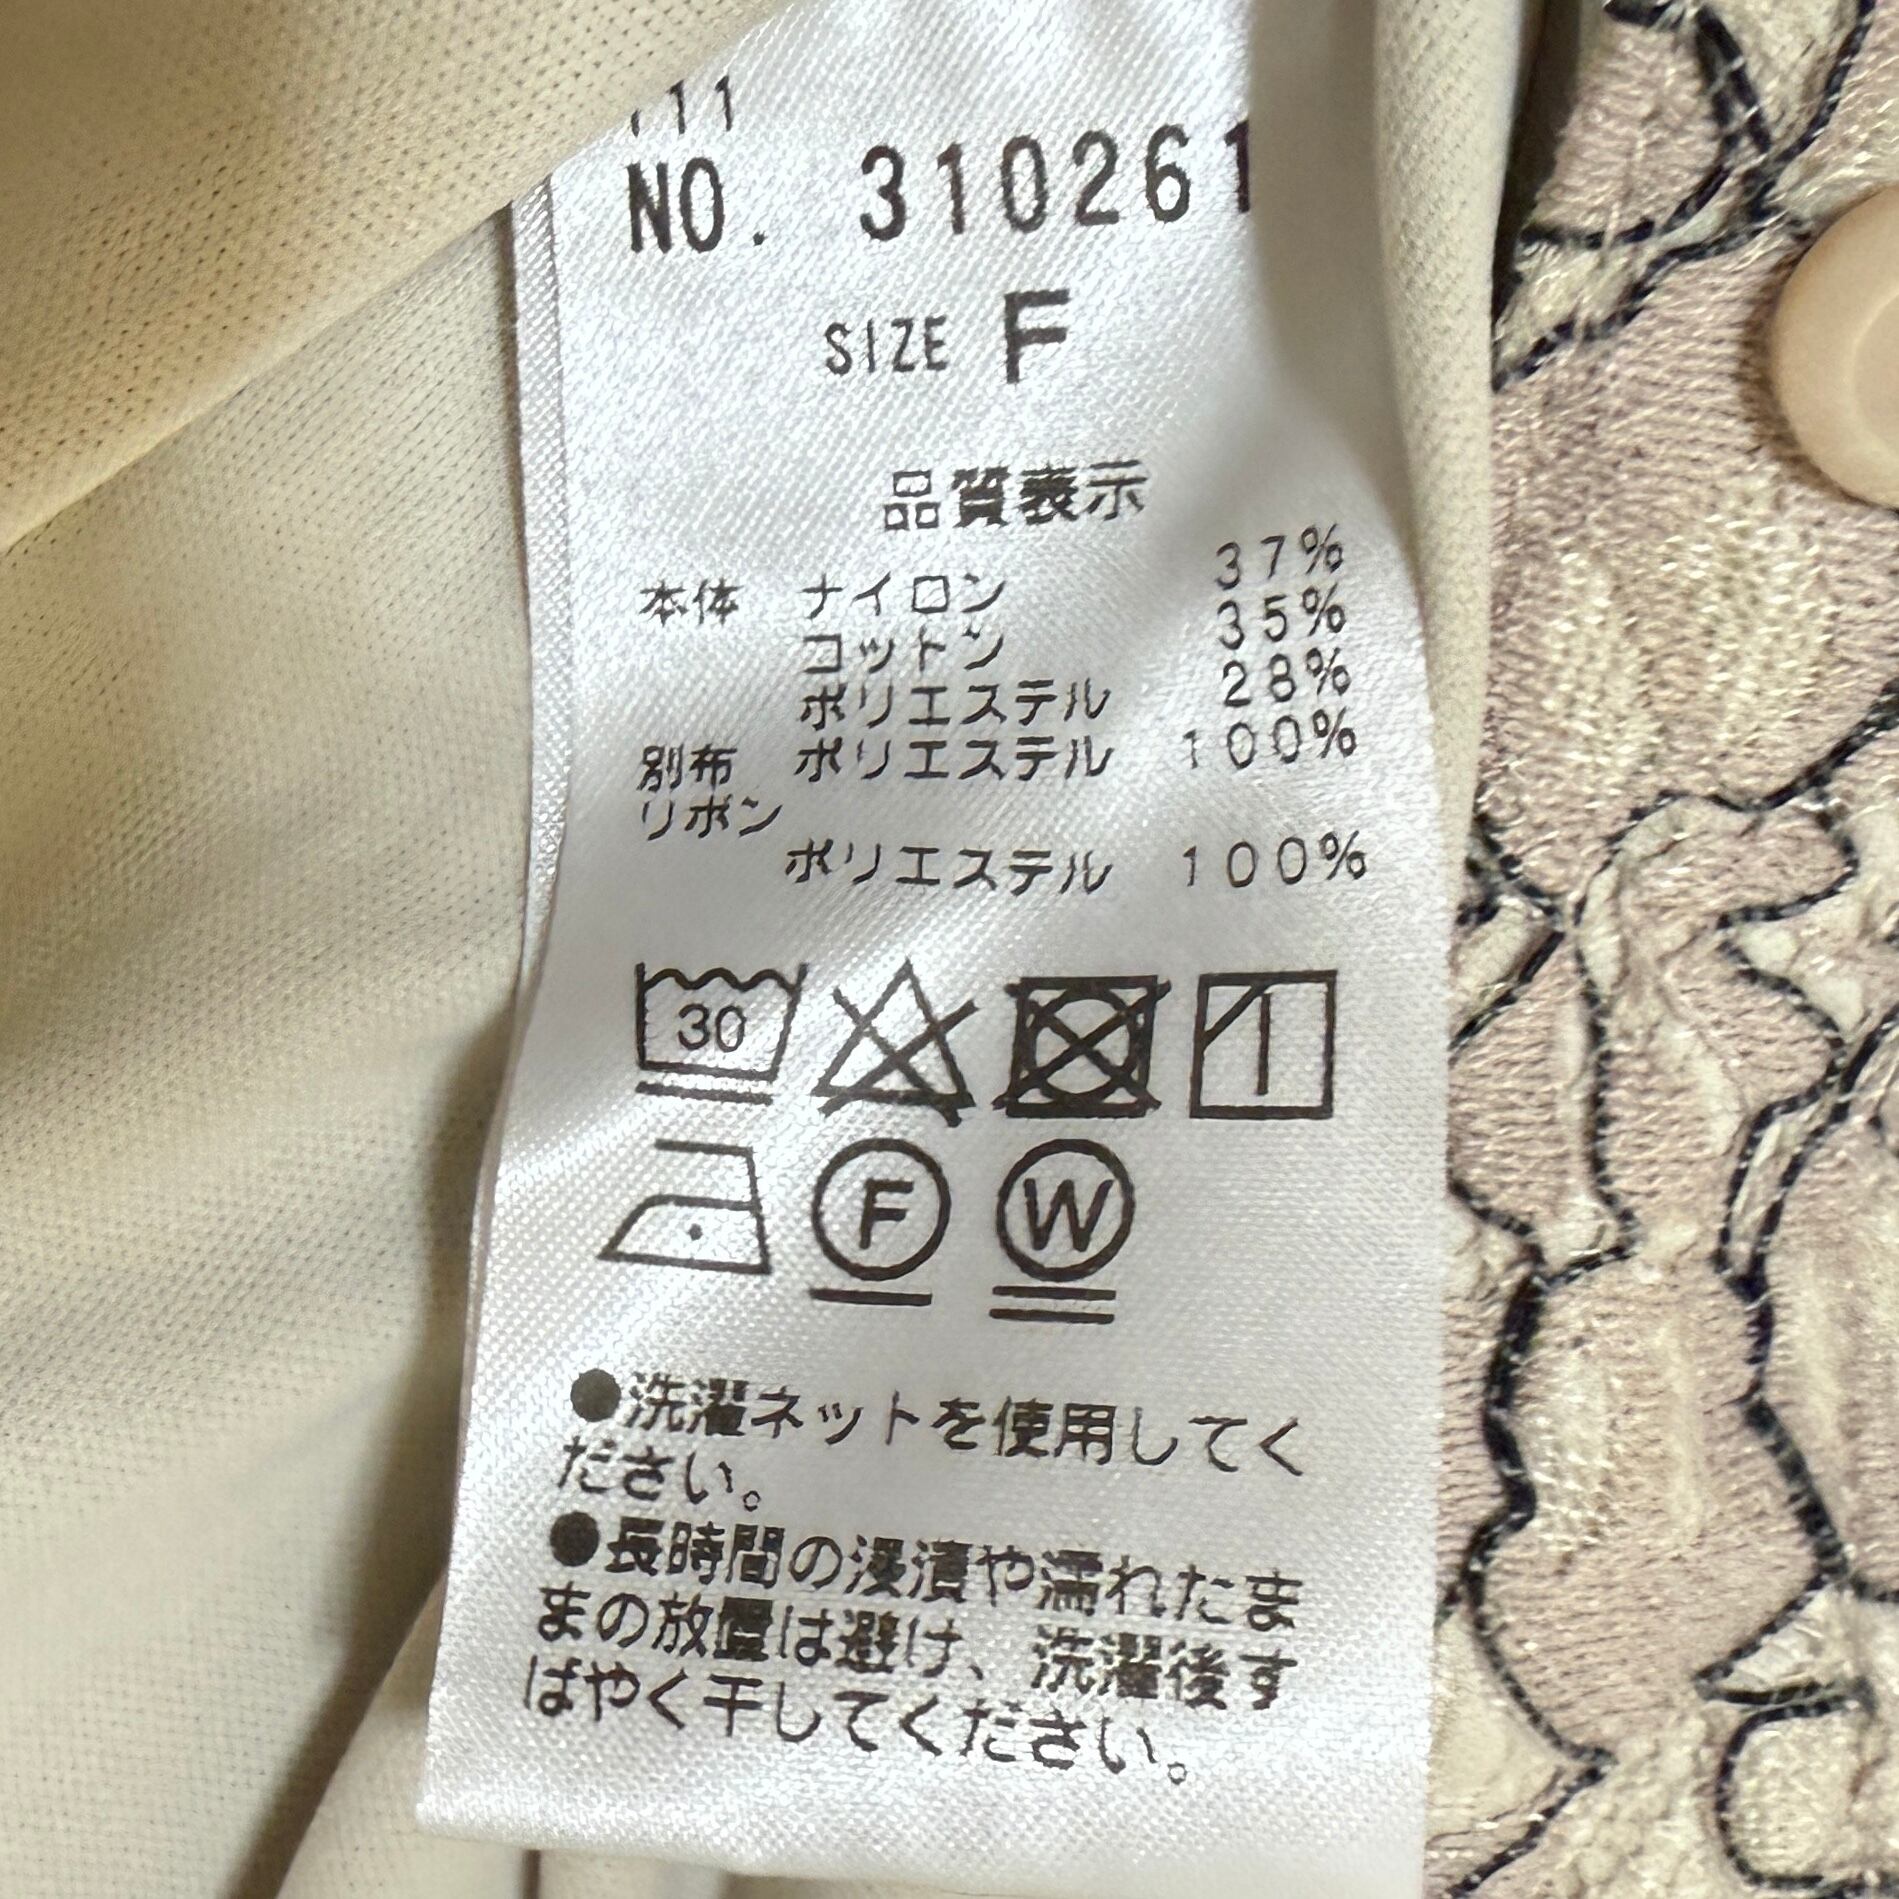 NO. 310261
SIZE F
品質表示
本体 ナイロン 37%
コットン 35%
ポリエステル 28%
別布 ポリエステル 100%
リボン
ポリエステル 100%
30
F
W
●洗濯ネットを使用してく
ださい。
●長時間の浸漬や濡れたま
まの放置は避け、洗濯後す
ばやく干してください。